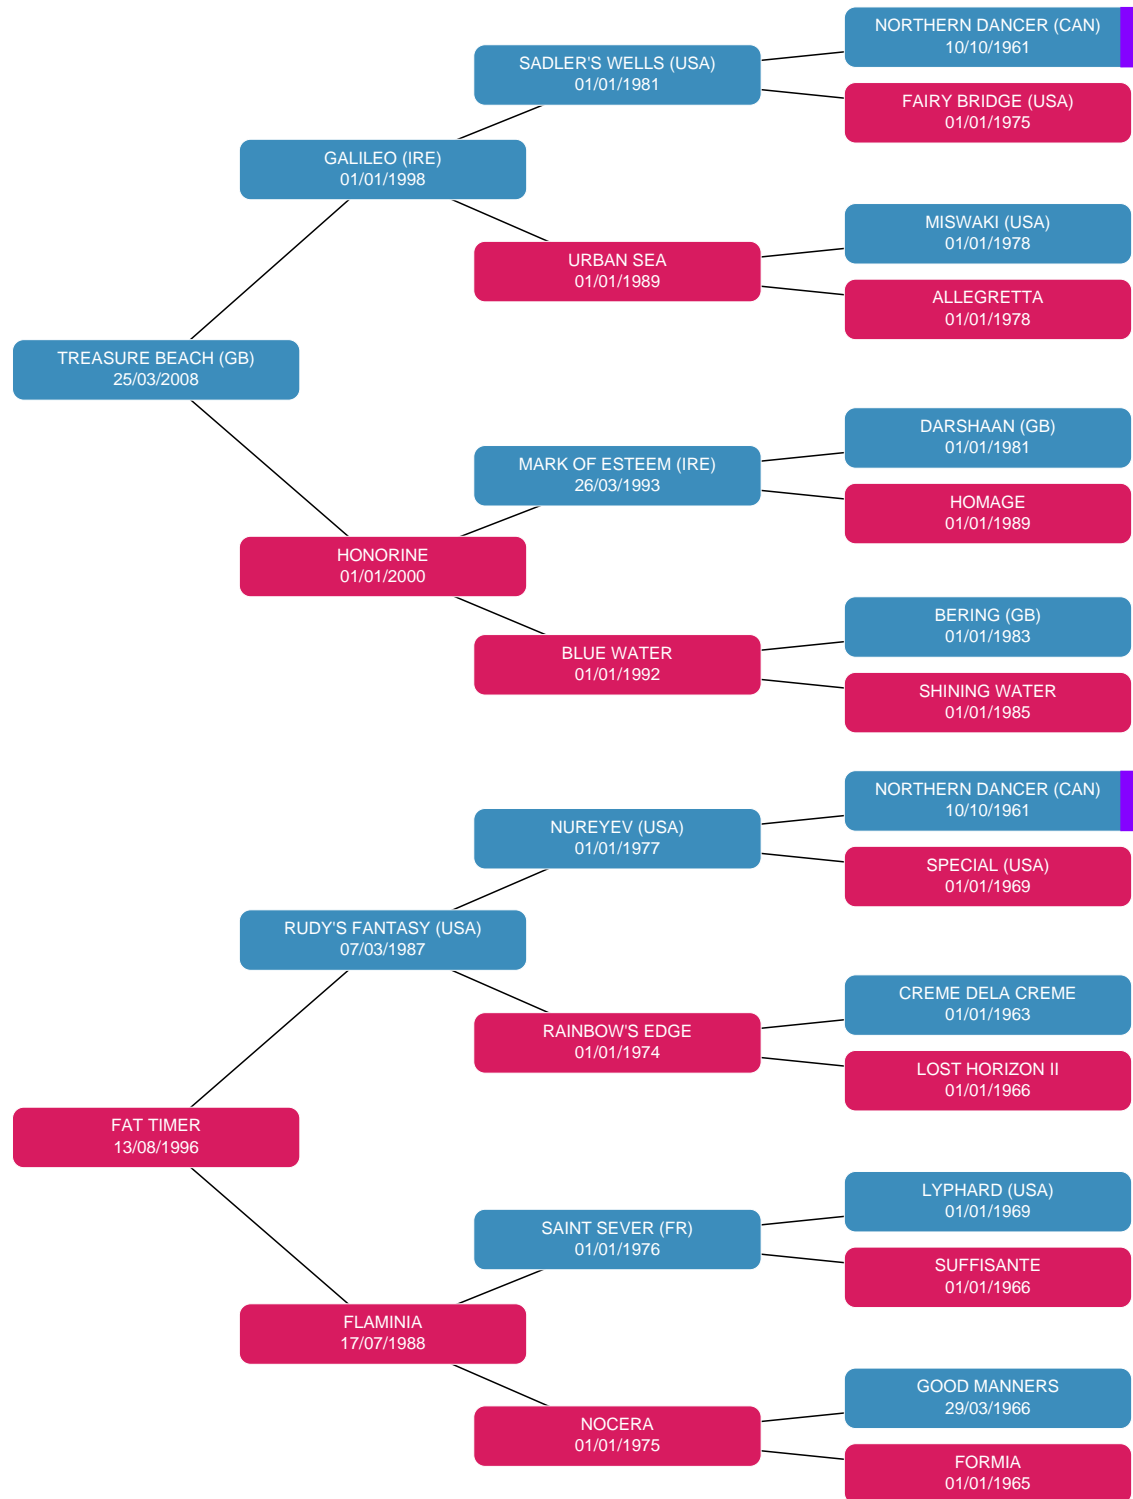 NORTHERN DANCER (CAN)
10/10/1961
SADLER'S WELLS (USA)
01/01/1981
FAIRY BRIDGE (USA)
01/01/1975
GALILEO (IRE)
01/01/1998
MISWAKI (USA)
01/01/1978
URBAN SEA
01/01/1989
ALLEGRETTA
01/01/1978
TREASURE BEACH (GB)
25/03/2008
DARSHAAN (GB)
01/01/1981
MARK OF ESTEEM (IRE)
26/03/1993
HOMAGE
01/01/1989
HONORINE
01/01/2000
BERING (GB)
01/01/1983
BLUE WATER
01/01/1992
SHINING WATER
01/01/1985
NORTHERN DANCER (CAN)
10/10/1961
NUREYEV (USA)
01/01/1977
SPECIAL (USA)
01/01/1969
RUDY'S FANTASY (USA)
07/03/1987
CREME DELA CREME
01/01/1963
RAINBOW'S EDGE
01/01/1974
LOST HORIZON II
01/01/1966
FAT TIMER
13/08/1996
LYPHARD (USA)
01/01/1969
SAINT SEVER (FR)
01/01/1976
SUFFISANTE
01/01/1966
FLAMINIA
17/07/1988
GOOD MANNERS
29/03/1966
NOCERA
01/01/1975
FORMIA
01/01/1965